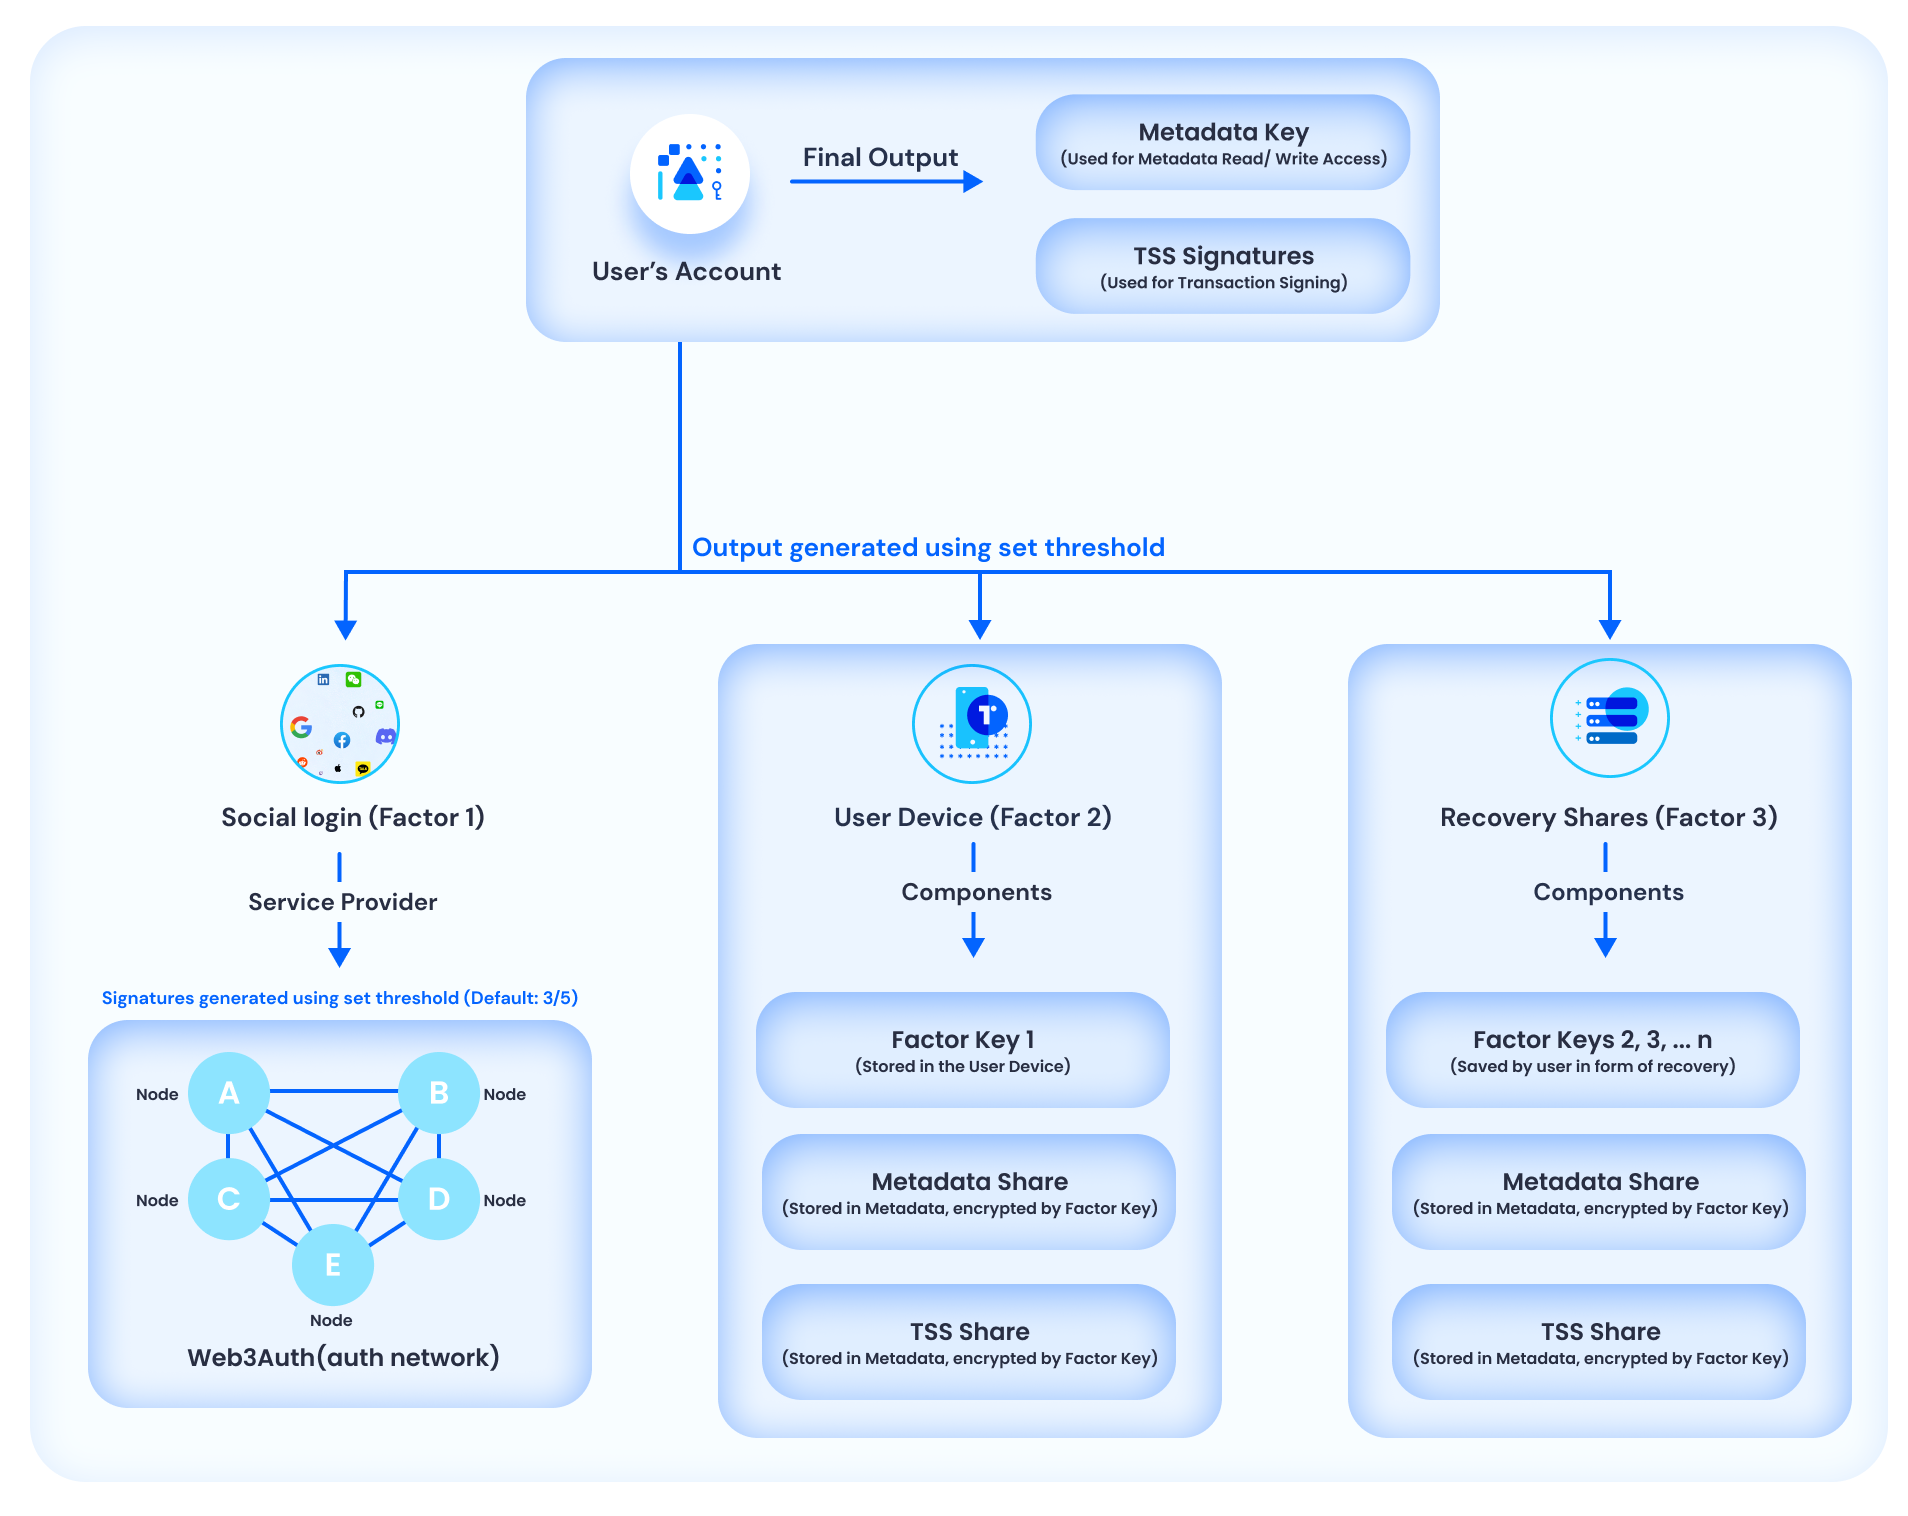 Final Output
User's Account
Metadata Key
(Used for Metadata Read/ Write Access)
TSS Signatures
(Used for Transaction Signing)
Output generated using set threshold
Social login (Factor 1)
Service Provider
Signatures generated using set threshold (Default: 3/5)
Node
A
B
Node
Node
C
D
Node
E
Node
Web3Auth(auth network)
User Device (Factor 2)
Components
Factor Key 1
(Stored in the User Device)
Metadata Share
(Stored in Metadata, encrypted by Factor Key)
TSS Share
(Stored in Metadata, encrypted by Factor Key)
Recovery Shares (Factor 3)
Components
Factor Keys 2, 3, ... n
(Saved by user in form of recovery)
Metadata Share
(Stored in Metadata, encrypted by Factor Key)
TSS Share
(Stored in Metadata, encrypted by Factor Key)